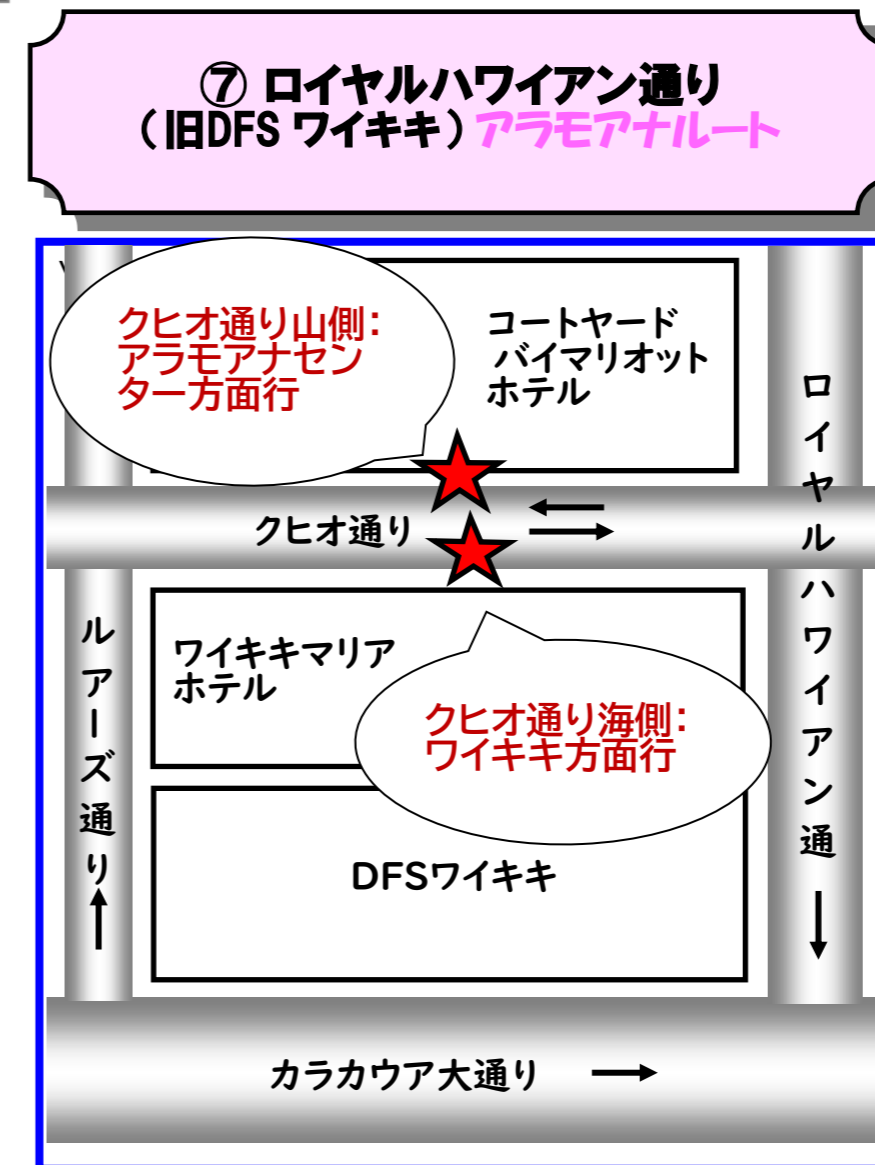 ⑦ ロイヤルハワイアン通り
（旧DFS ワイキキ）アラモアナルート
クヒオ通り山側：
アラモアナセン
ター方面行
コートヤード
バイマリオット
ホテル
クヒオ通り
ロイヤルハワイアン通
ルアーズ通り
ワイキキマリア
ホテル
クヒオ通り海側：
ワイキキ方面行
DFSワイキキ
カラカウア大通り